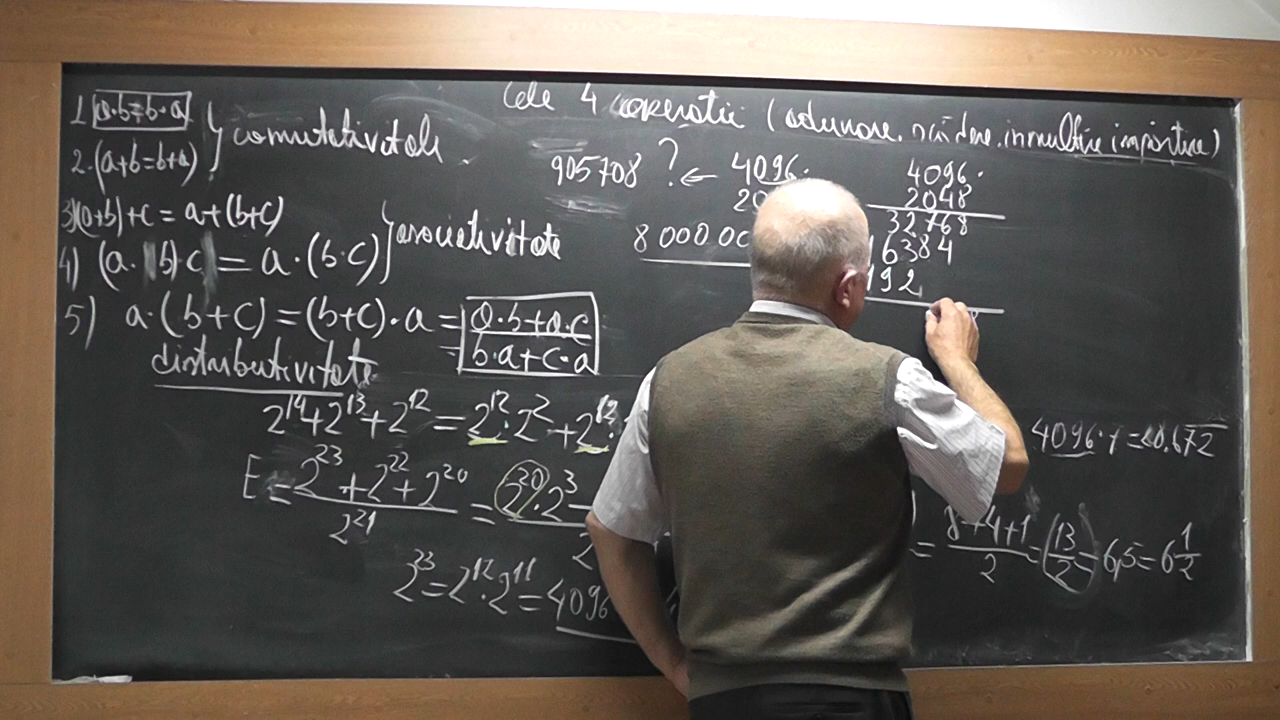 Cele 4 operatii (adunare, scădere, inmultire impartire)
1. a·b=b·a
2. (a+b=b+a)
comutativitate
3) (a+b)+c = a+(b+c)
4) (a·b)·c = a·(b·c)
asociativitate
5) a·(b+c) = (b+c)·a = a·b+a·c
= b·a+c·a
distributivitate
2^14+2^13+2^12 = 2^12·2^2+2^12·
E = (2^23+2^22+2^20)/2^21 = 2^20·2^3
= (8+4+1)/2 = 13/2 = 6,5 = 6 1/2
2^23 = 2^12·2^11 = 4096
905708 ? ← 4096·
8 000 00
4096·
2048
32768
16384
192
4096·7=28.672